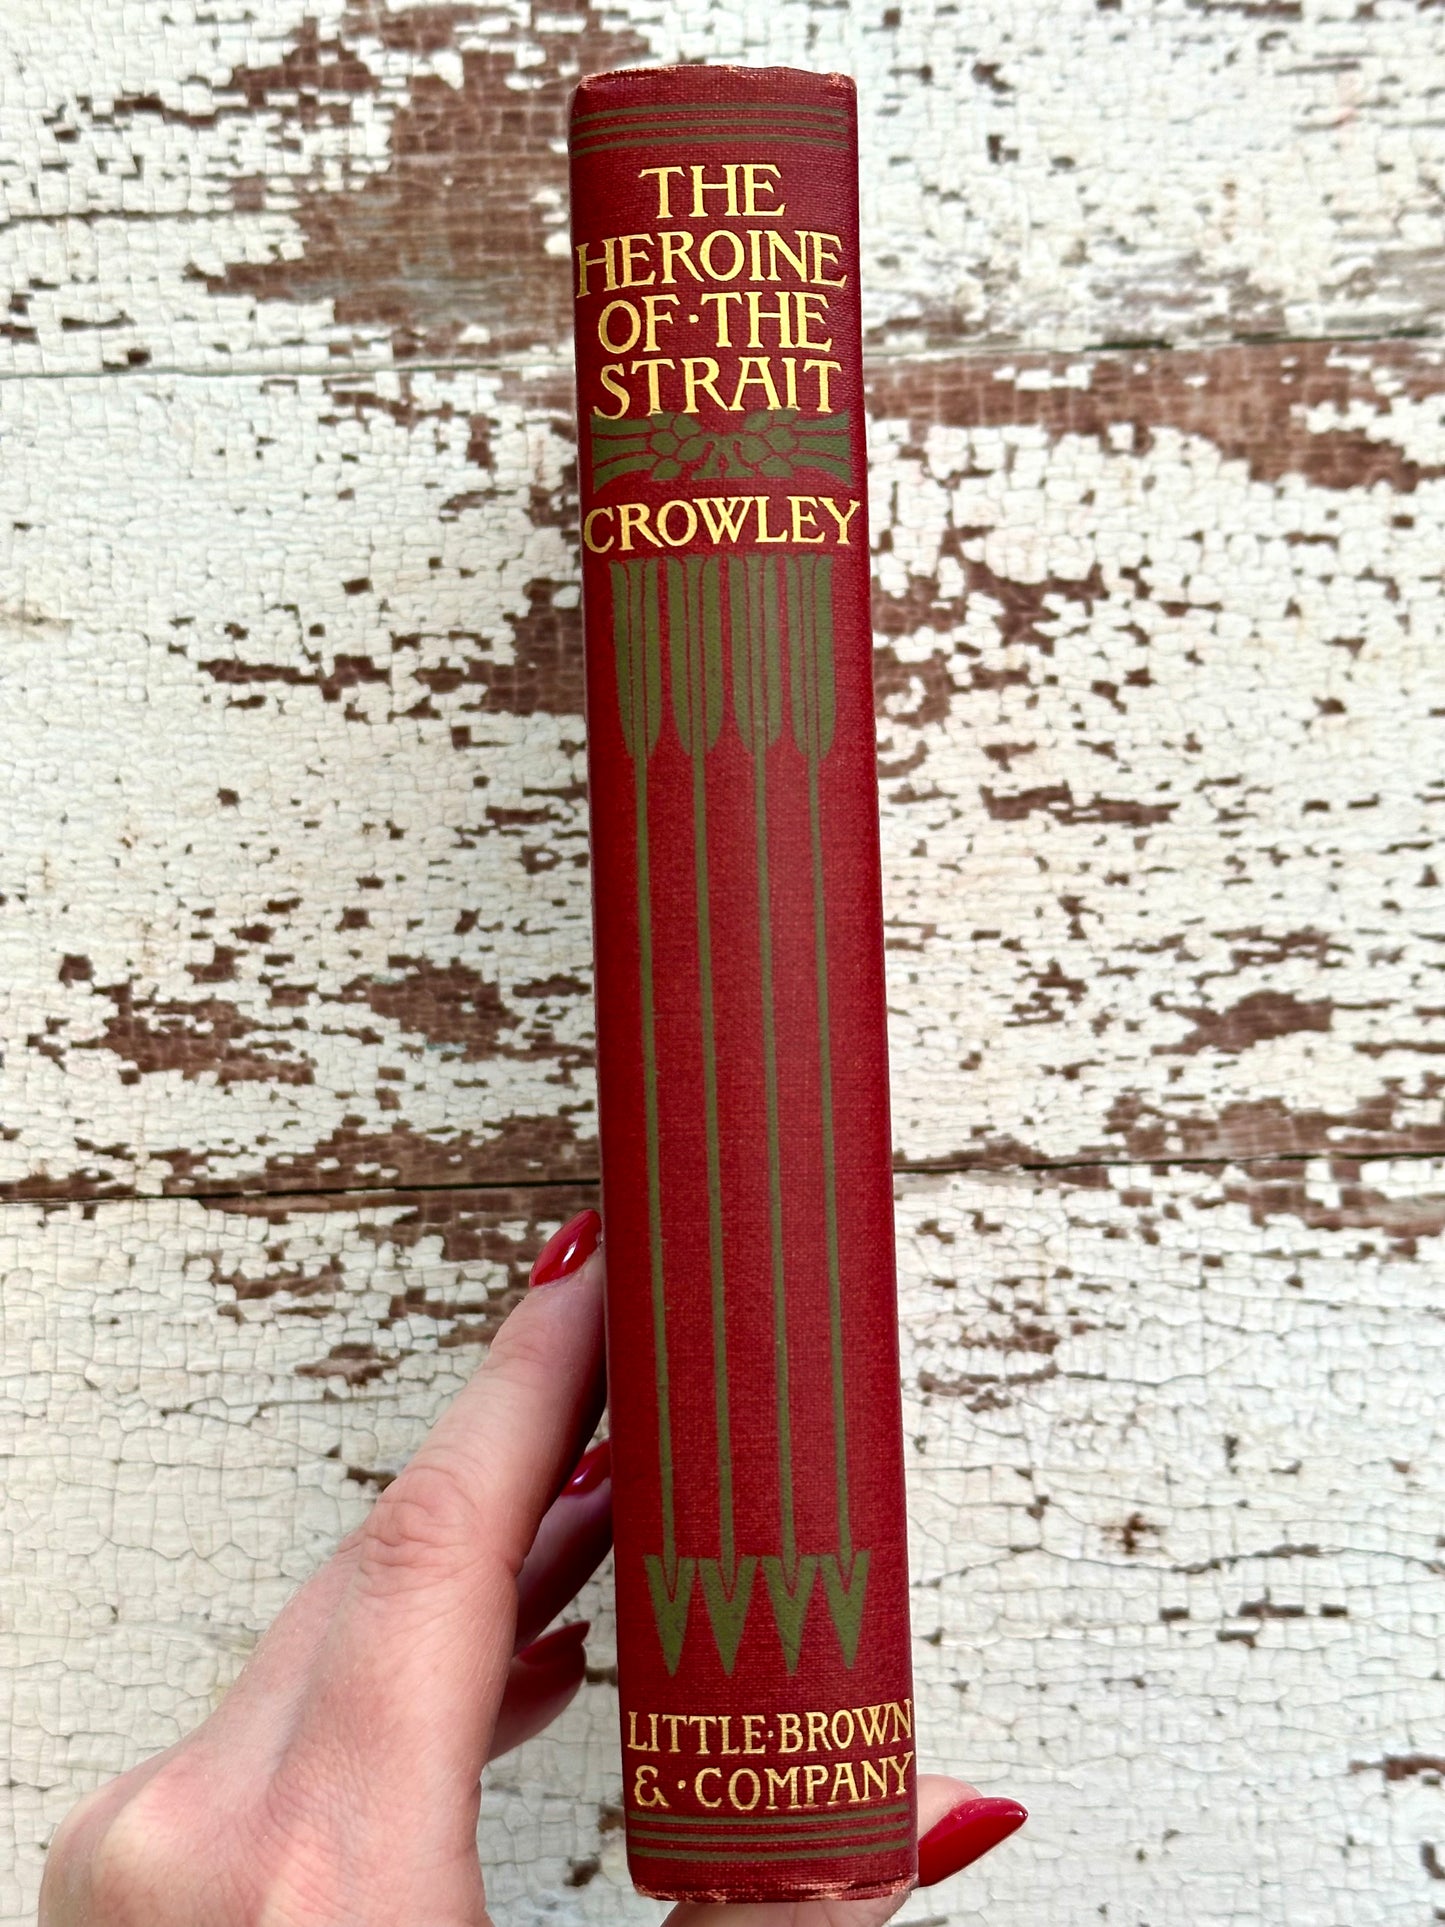 THE
HEROINE
OF·THE
STRAIT
CROWLEY
LITTLE·BROWN
& ·COMPANY